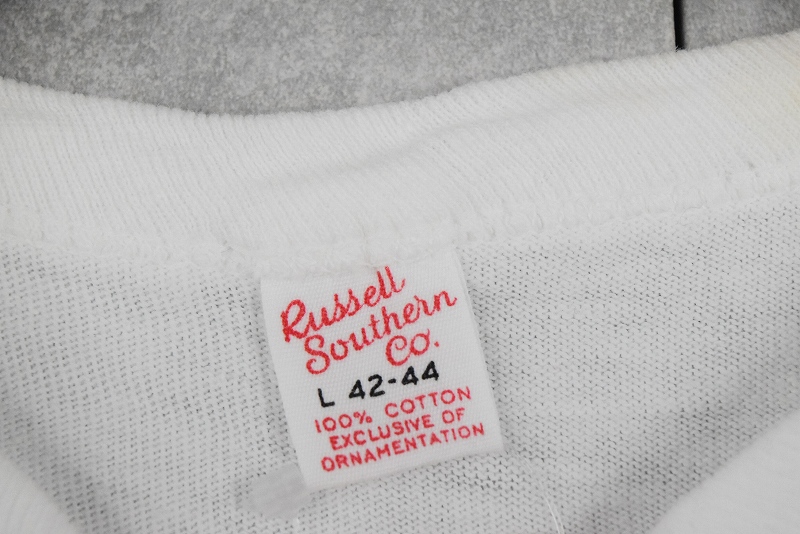 Russell
Southern
Co.
L 42-44
100% COTTON
EXCLUSIVE OF
ORNAMENTATION